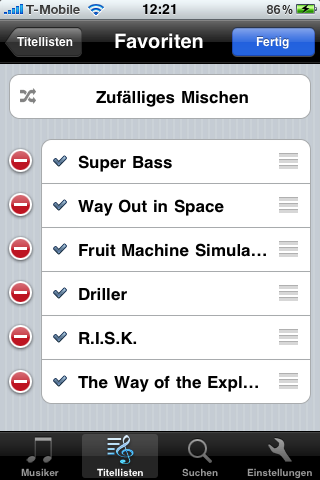 T-Mobile 12:21 86%
Titellisten Favoriten Fertig
Zufälliges Mischen
Super Bass
Way Out in Space
Fruit Machine Simula...
Driller
R.I.S.K.
The Way of the Expl...
Musiker Titellisten Suchen Einstellungen